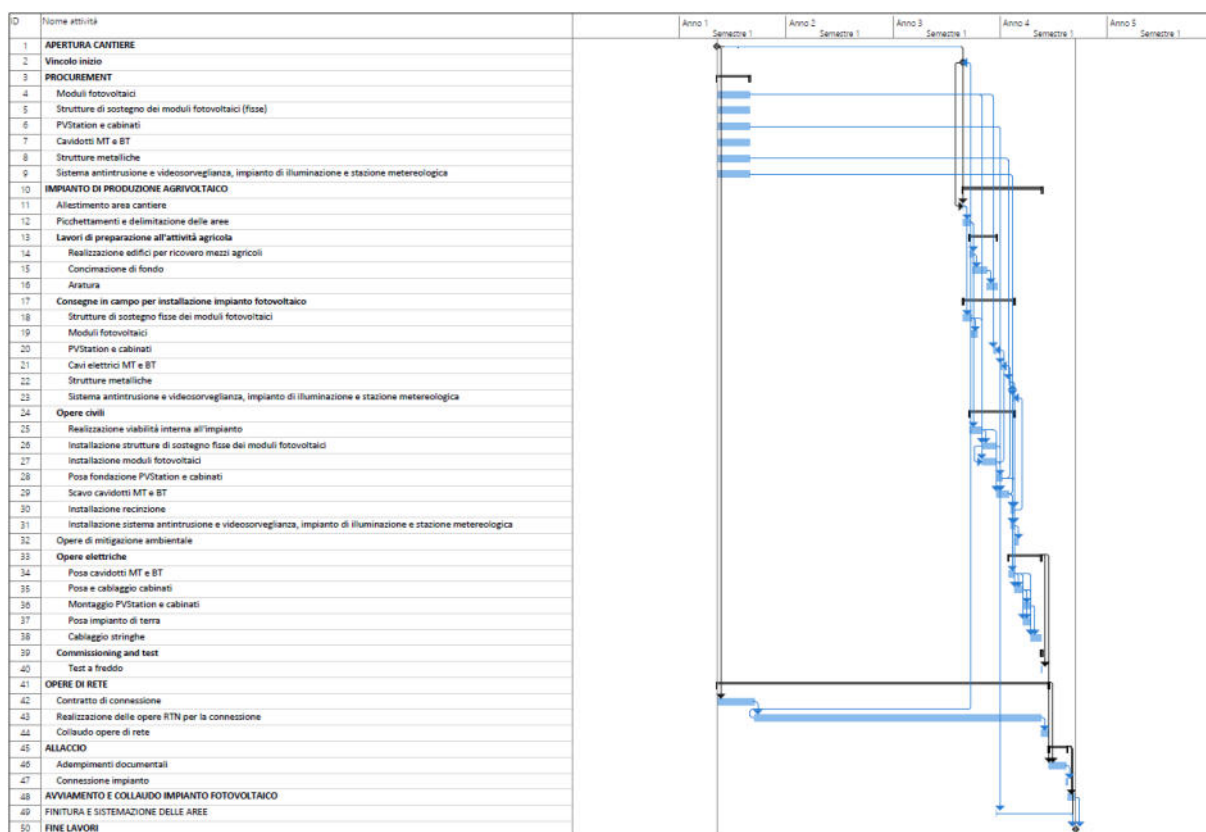 ID Nome attività Anno 1 Anno 2 Anno 3 Anno 4 Anno 5
Semestre 1 Semestre 1 Semestre 1 Semestre 1 Semestre 1
1 APERTURA CANTIERE
2 Vincolo inizio
3 PROCUREMENT
4 Moduli fotovoltaici
5 Strutture di sostegno dei moduli fotovoltaici (fisse)
6 PVStation e cabinati
7 Cavidotti MT e BT
8 Strutture metalliche
9 Sistema antintrusione e videosorveglianza, impianto di illuminazione e stazione metereologica
10 IMPIANTO DI PRODUZIONE AGRIVOLTAICO
11 Allestimento area cantiere
12 Picchettamenti e delimitazione delle aree
13 Lavori di preparazione all'attività agricola
14 Realizzazione edifici per ricovero mezzi agricoli
15 Concimazione di fondo
16 Aratura
17 Consegne in campo per installazione impianto fotovoltaico
18 Strutture di sostegno fisse dei moduli fotovoltaici
19 Moduli fotovoltaici
20 PVStation e cabinati
21 Cavi elettrici MT e BT
22 Strutture metalliche
23 Sistema antintrusione e videosorveglianza, impianto di illuminazione e stazione metereologica
24 Opere civili
25 Realizzazione viabilità interna all'impianto
26 Installazione strutture di sostegno fisse dei moduli fotovoltaici
27 Installazione moduli fotovoltaici
28 Posa fondazione PVStation e cabinati
29 Scavo cavidotti MT e BT
30 Installazione recinzione
31 Installazione sistema antintrusione e videosorveglianza, impianto di illuminazione e stazione metereologica
32 Opere di mitigazione ambientale
33 Opere elettriche
34 Posa cavidotti MT e BT
35 Posa e cablaggio cabinati
36 Montaggio PVStation e cabinati
37 Posa impianto di terra
38 Cablaggio stringhe
39 Commissioning and test
40 Test a freddo
41 OPERE DI RETE
42 Contratto di connessione
43 Realizzazione delle opere RTN per la connessione
44 Collaudo opere di rete
45 ALLACCIO
46 Adempimenti documentali
47 Connessione impianto
48 AVVIAMENTO E COLLAUDO IMPIANTO FOTOVOLTAICO
49 FINITURA E SISTEMAZIONE DELLE AREE
50 FINE LAVORI